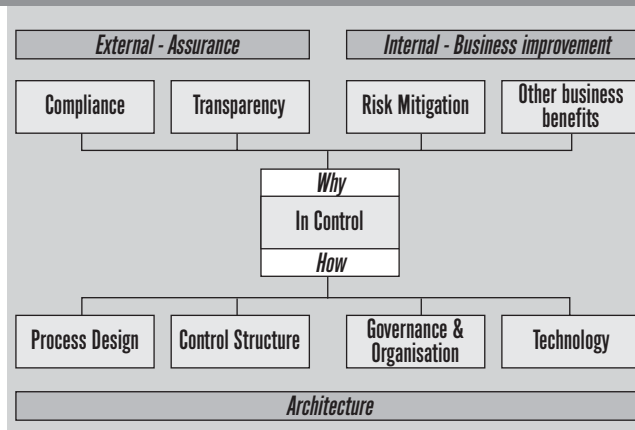 External - Assurance
Internal - Business improvement
Compliance
Transparency
Risk Mitigation
Other business
benefits
Why
In Control
How
Process Design
Control Structure
Governance &
Organisation
Technology
Architecture